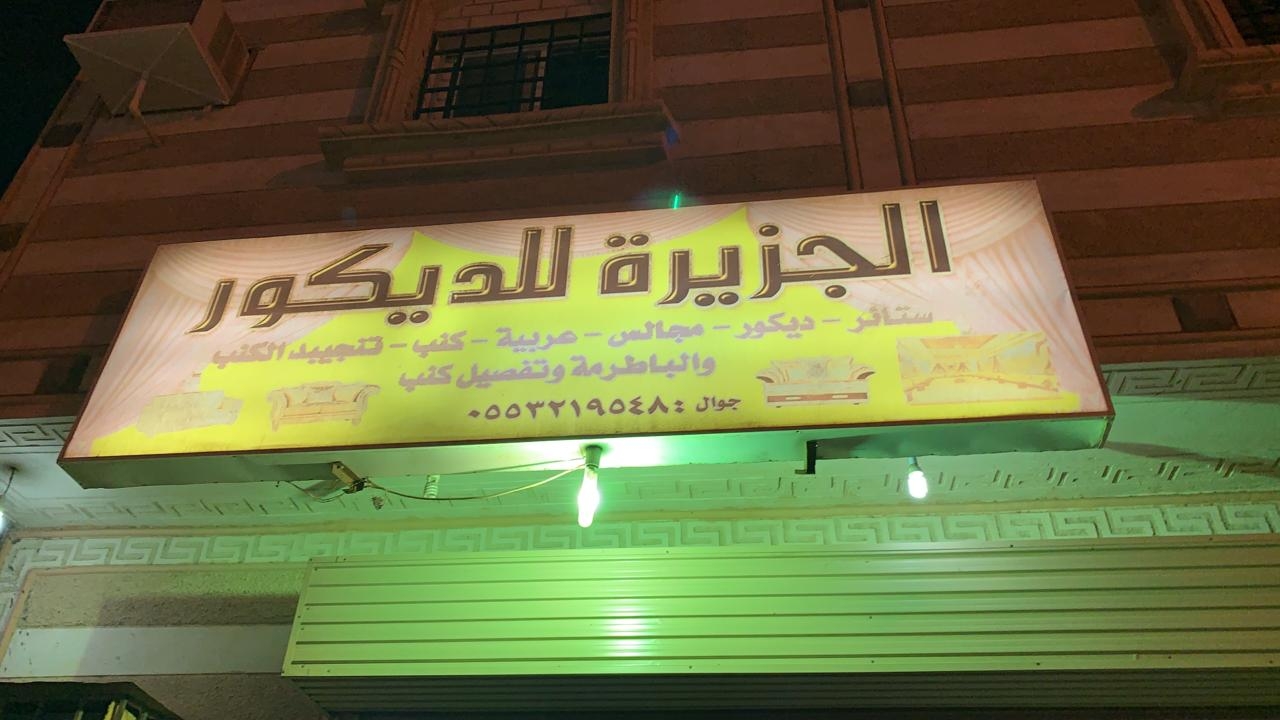 الجزيرة للديكور
ستائر - ديكور - مجالس - عربية - كنب - تنجيد الكنب
والباطرمة وتفصيل كنب
جوال : ٠٥٥٣٢١٩٥٤٨